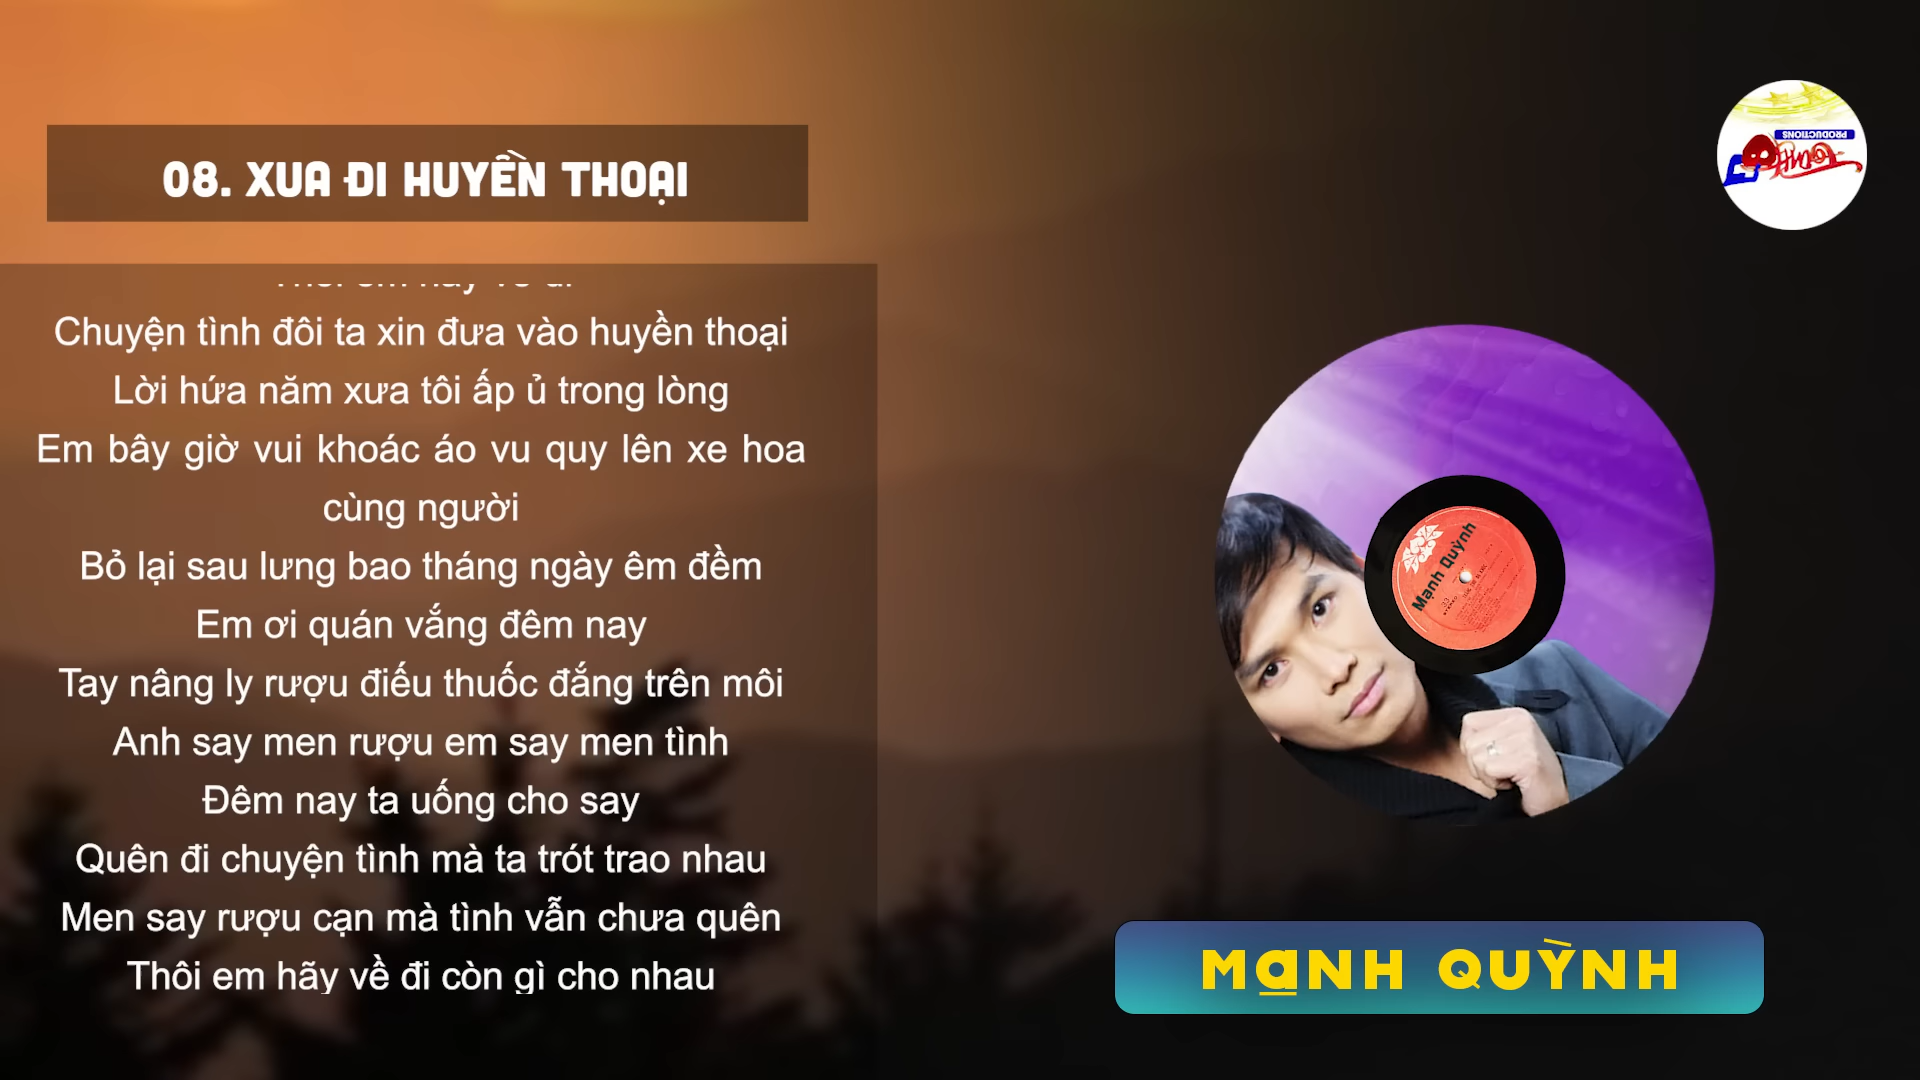 08. XUA ĐI HUYỀN THOẠI
Chuyện tình đôi ta xin đưa vào huyền thoại
Lời hứa năm xưa tôi ấp ủ trong lòng
Em bây giờ vui khoác áo vu quy lên xe hoa
cùng người
Bỏ lại sau lưng bao tháng ngày êm đềm
Em ơi quán vắng đêm nay
Tay nâng ly rượu điếu thuốc đắng trên môi
Anh say men rượu em say men tình
Đêm nay ta uống cho say
Quên đi chuyện tình mà ta trót trao nhau
Men say rượu cạn mà tình vẫn chưa quên
Thôi em hãy về đi còn gì cho nhau
PRODUCTIONS
Mạnh Quỳnh
MẠNH QUỲNH